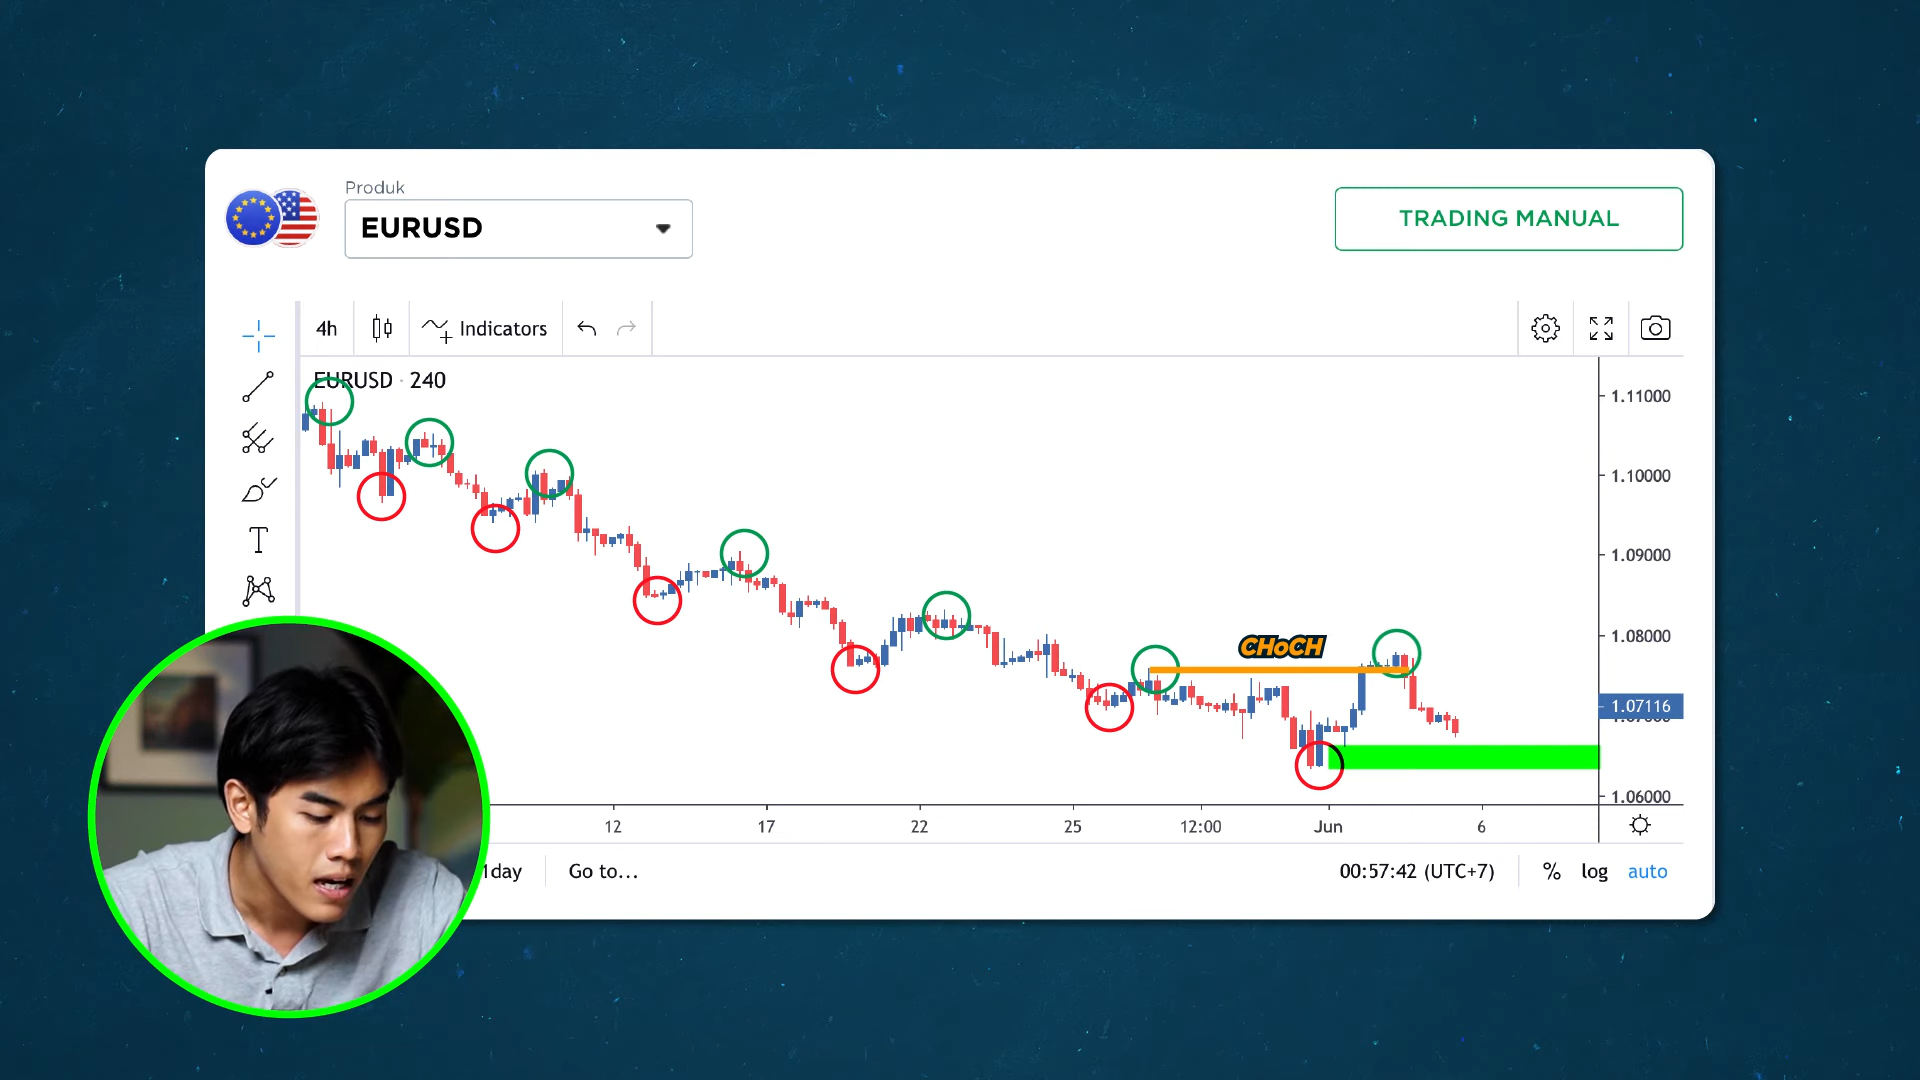 Produk
EURUSD
TRADING MANUAL
4h
Indicators
EURUSD · 240
1.11000
1.10000
1.09000
1.08000
CHoCH
1.07116
1.06000
12
17
22
25
12:00
Jun
6
1day
Go to...
00:57:42 (UTC+7)
%
log
auto